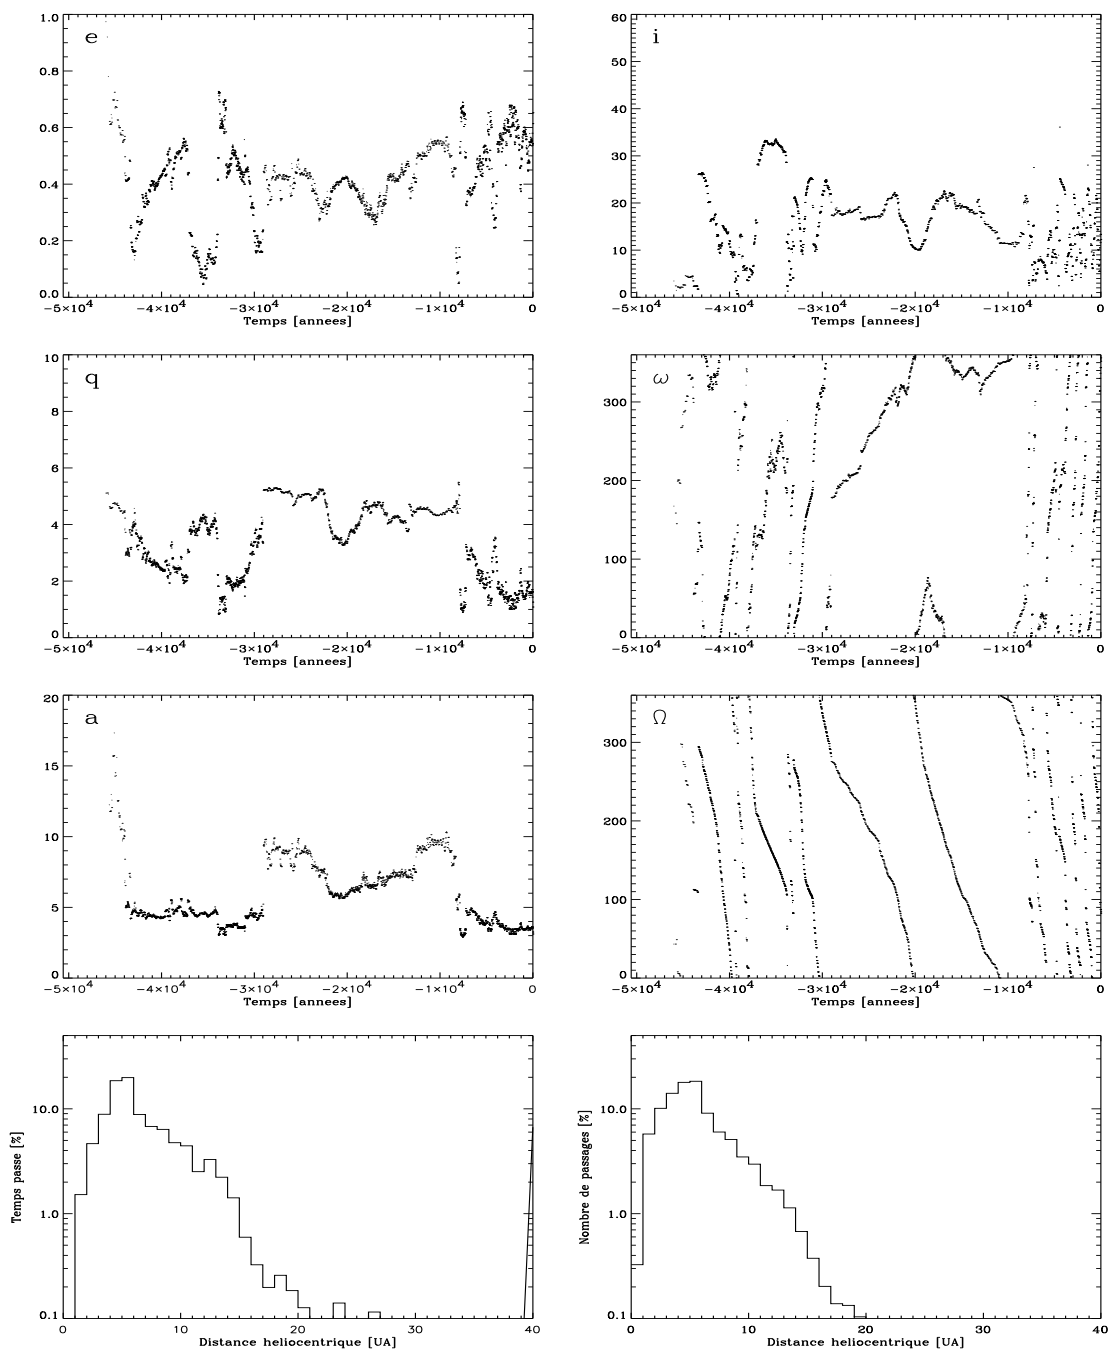 1.0
e
0.8
0.6
0.4
0.2
0.0
−5×10⁴ −4×10⁴ −3×10⁴ −2×10⁴ −1×10⁴ 0
Temps [annees]
60
i
50
40
30
20
10
0
−5×10⁴ −4×10⁴ −3×10⁴ −2×10⁴ −1×10⁴ 0
Temps [annees]
10
q
8
6
4
2
0
−5×10⁴ −4×10⁴ −3×10⁴ −2×10⁴ −1×10⁴ 0
Temps [annees]
ω
300
200
100
0
−5×10⁴ −4×10⁴ −3×10⁴ −2×10⁴ −1×10⁴ 0
Temps [annees]
20
a
15
10
5
0
−5×10⁴ −4×10⁴ −3×10⁴ −2×10⁴ −1×10⁴ 0
Temps [annees]
Ω
300
200
100
0
−5×10⁴ −4×10⁴ −3×10⁴ −2×10⁴ −1×10⁴ 0
Temps [annees]
Temps passe [%]
10.0
1.0
0.1
0 10 20 30 40
Distance heliocentrique [UA]
Nombre de passages [%]
10.0
1.0
0.1
0 10 20 30 40
Distance heliocentrique [UA]